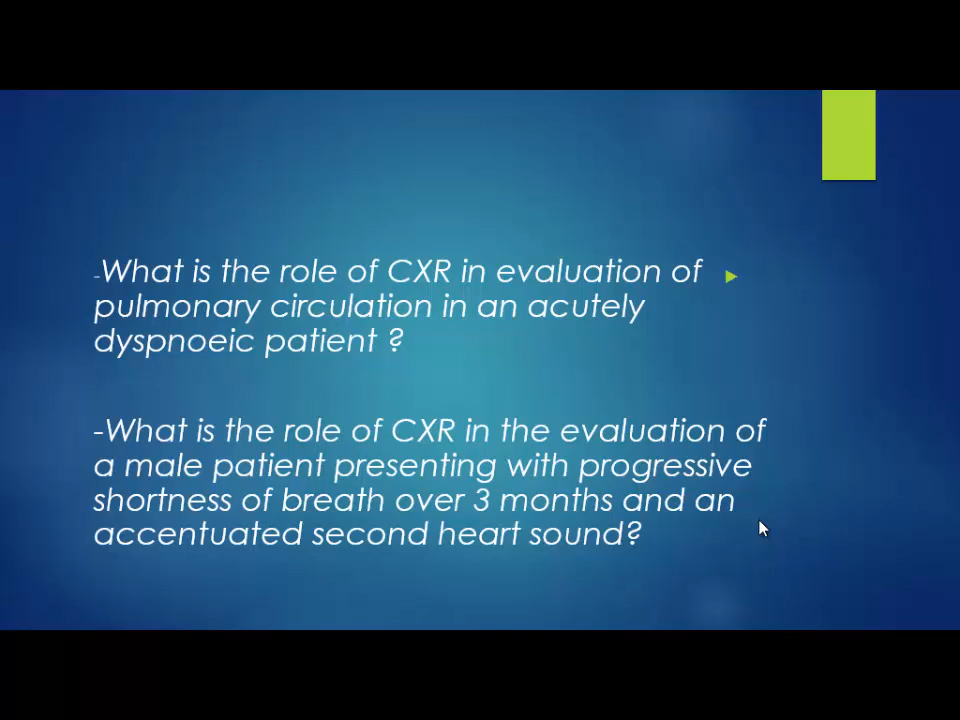 -What is the role of CXR in evaluation of
pulmonary circulation in an acutely
dyspnoeic patient ?
-What is the role of CXR in the evaluation of
a male patient presenting with progressive
shortness of breath over 3 months and an
accentuated second heart sound?